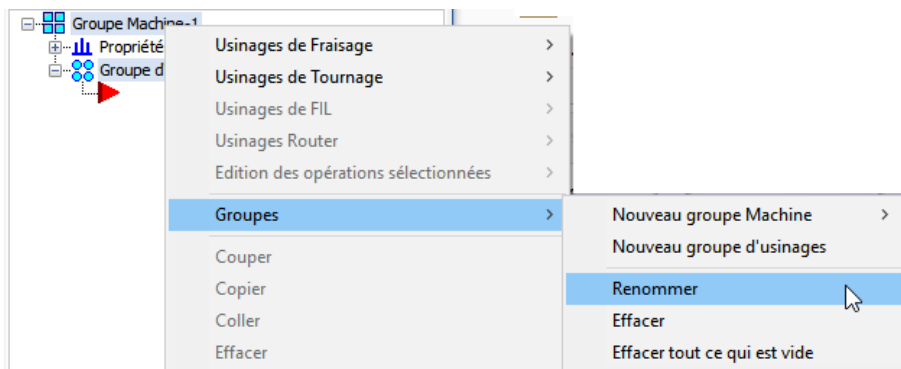 Groupe Machine-1
Propriété
Groupe d
Usinages de Fraisage
Usinages de Tournage
Usinages de FIL
Usinages Router
Edition des opérations sélectionnées
Groupes
Couper
Copier
Coller
Effacer
Nouveau groupe Machine
Nouveau groupe d'usinages
Renommer
Effacer
Effacer tout ce qui est vide